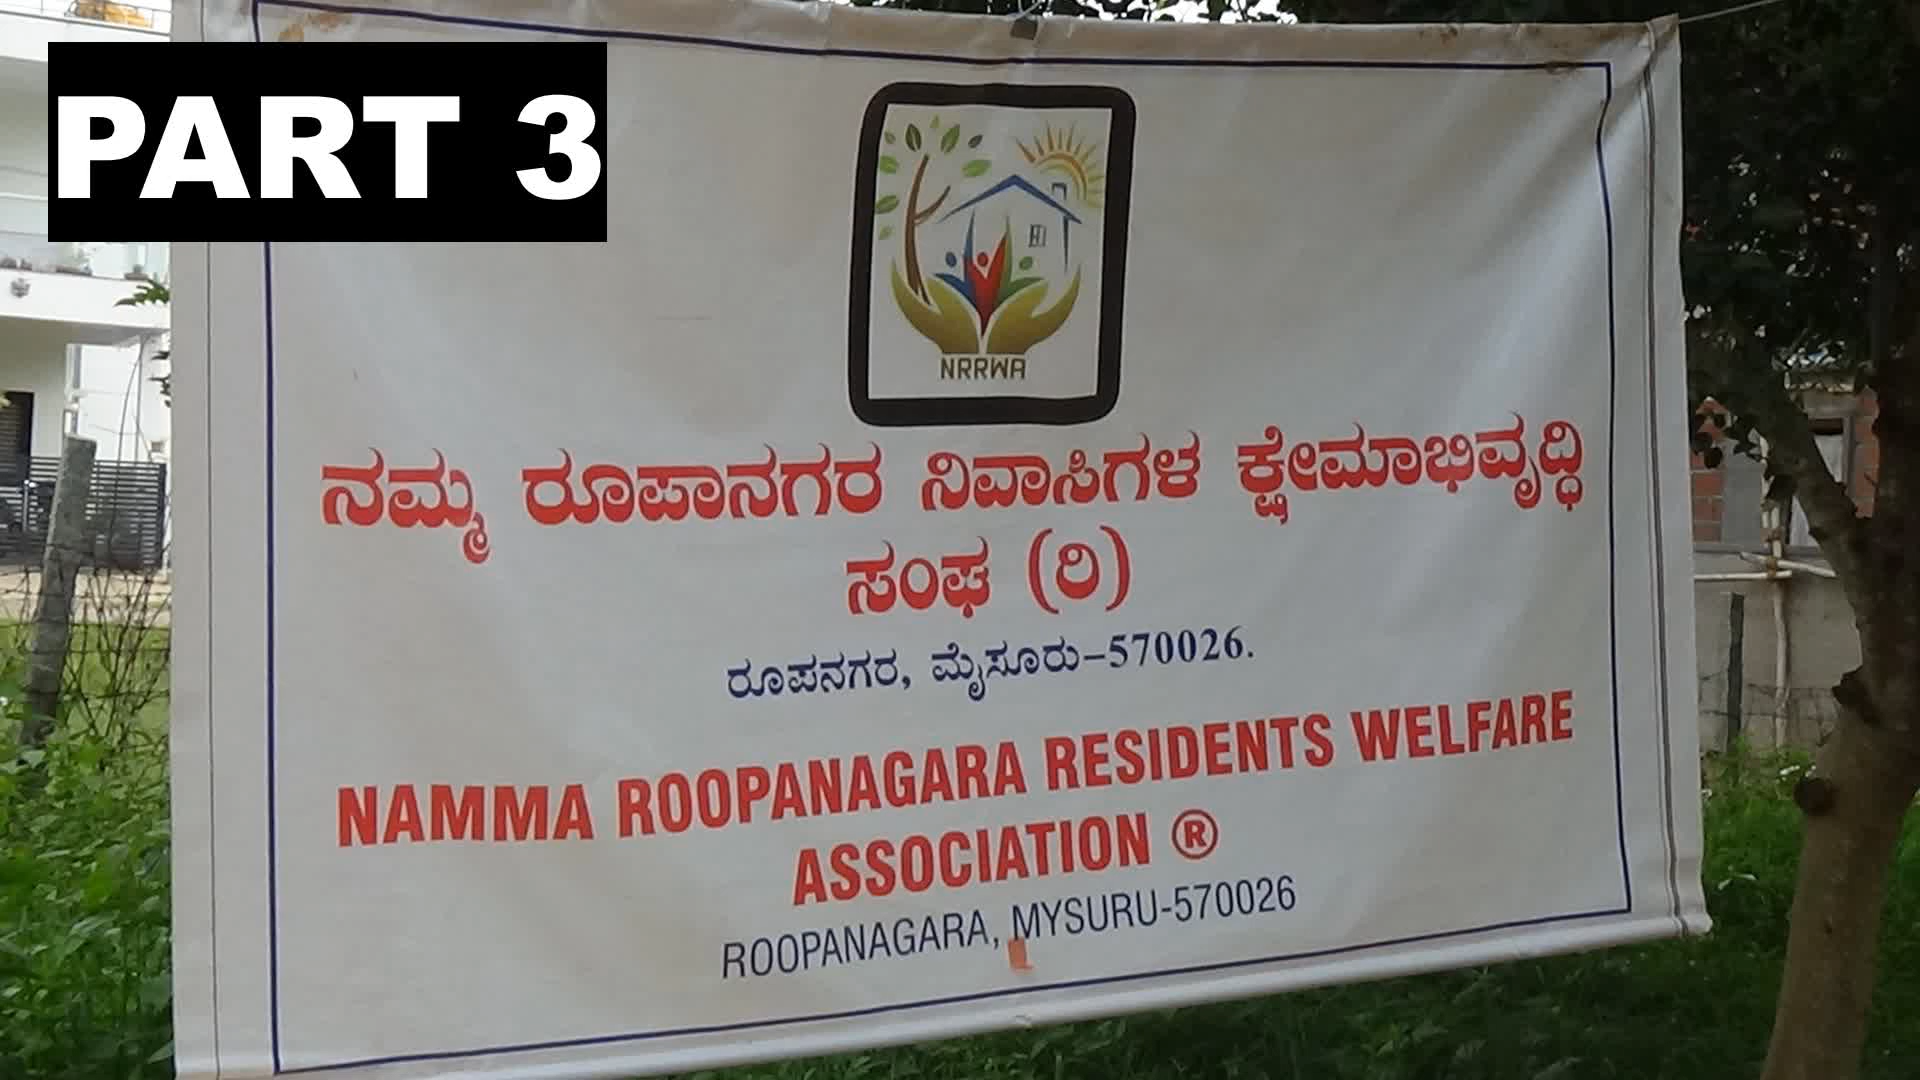 PART 3
NRRWA
ನಮ್ಮ ರೂಪಾನಗರ ನಿವಾಸಿಗಳ ಕ್ಷೇಮಾಭಿವೃದ್ಧಿ
ಸಂಘ (ರಿ)
ರೂಪನಗರ, ಮೈಸೂರು-570026.
NAMMA ROOPANAGARA RESIDENTS WELFARE
ASSOCIATION ®
ROOPANAGARA, MYSURU-570026